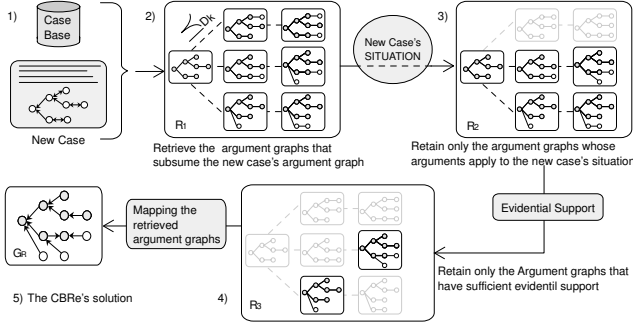 1)
Case
Base
New Case
2)
Dk
R1
Retrieve the argument graphs that
subsume the new case's argument graph
New Case's
SITUATION
3)
R2
Retain only the argument graphs whose
arguments apply to the new case's situation
Evidential Support
Retain only the Argument graphs that
have sufficient evidentil support
4)
R3
Mapping the
retrieved
argument graphs
GR
5) The CBRe's solution